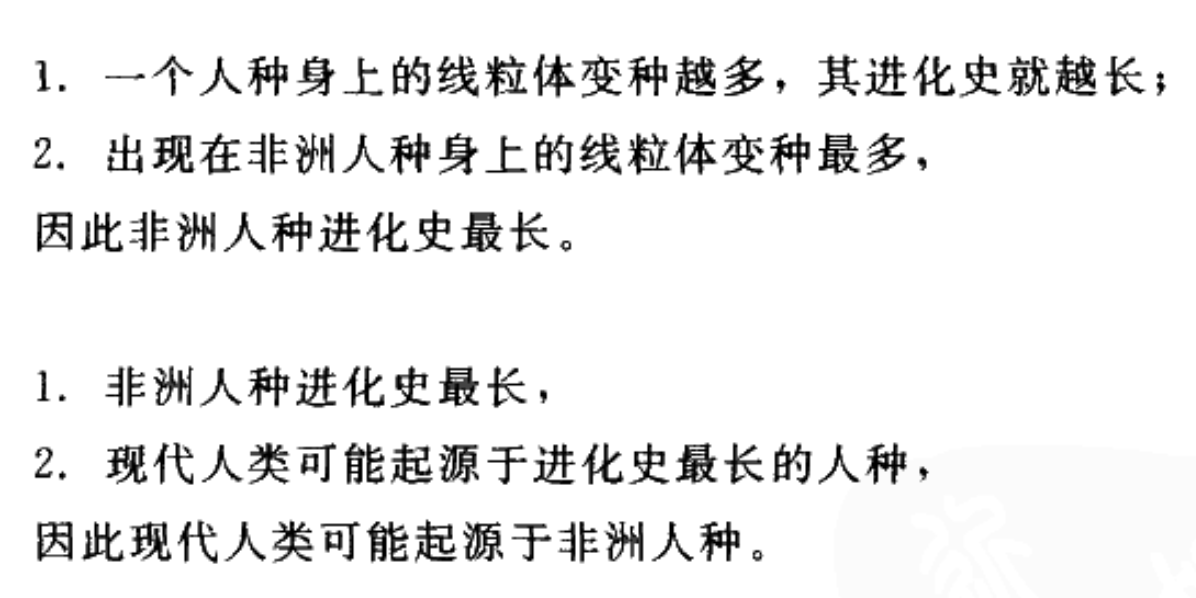 1. 一个人种身上的线粒体变种越多，其进化史就越长；
2. 出现在非洲人种身上的线粒体变种最多，
因此非洲人种进化史最长。
1. 非洲人种进化史最长，
2. 现代人类可能起源于进化史最长的人种，
因此现代人类可能起源于非洲人种。